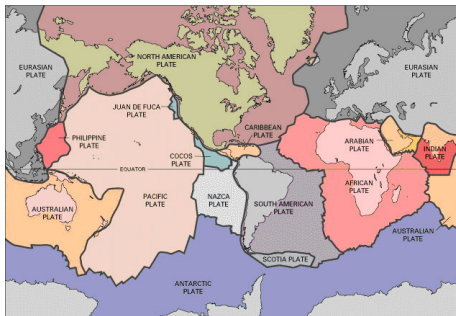 NORTH AMERICAN
PLATE
EURASIAN
PLATE
EURASIAN
PLATE
JUAN DE FUCA
PLATE
CARIBBEAN
PLATE
PHILIPPINE
PLATE
ARABIAN
PLATE
INDIAN
PLATE
COCOS
PLATE
EQUATOR
AUSTRALIAN
PLATE
PACIFIC
PLATE
NAZCA
PLATE
SOUTH AMERICAN
PLATE
AFRICAN
PLATE
AUSTRALIAN
PLATE
SCOTIA PLATE
ANTARCTIC
PLATE